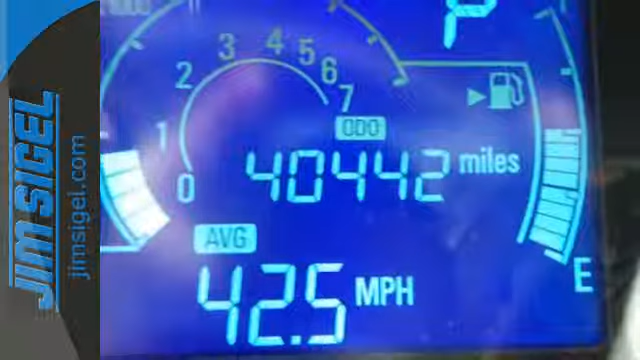 JIM SIGEL
jimsigel.com
P
0 1 2 3 4 5 6 7
ODO
40442 miles
AVG
42.5 MPH
E